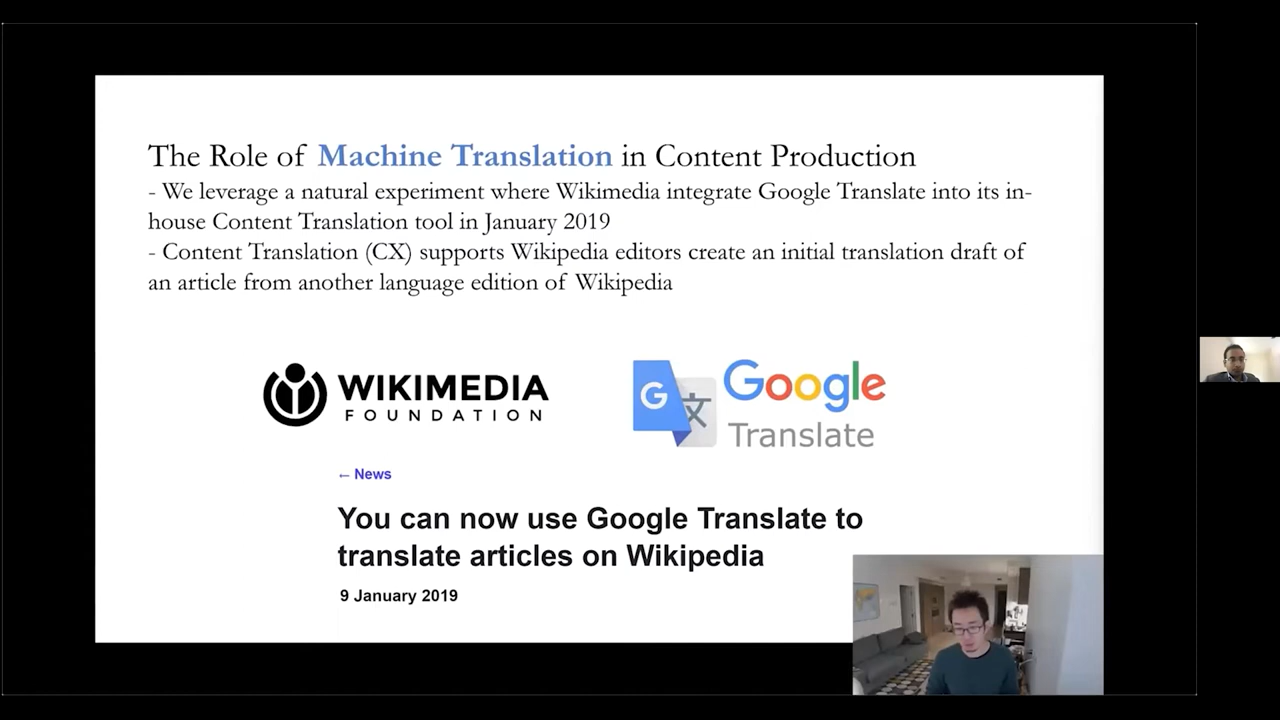 The Role of Machine Translation in Content Production
- We leverage a natural experiment where Wikimedia integrate Google Translate into its in-
house Content Translation tool in January 2019
- Content Translation (CX) supports Wikipedia editors create an initial translation draft of
an article from another language edition of Wikipedia
WIKIMEDIA
FOUNDATION
G 文 Google
Translate
← News
You can now use Google Translate to
translate articles on Wikipedia
9 January 2019